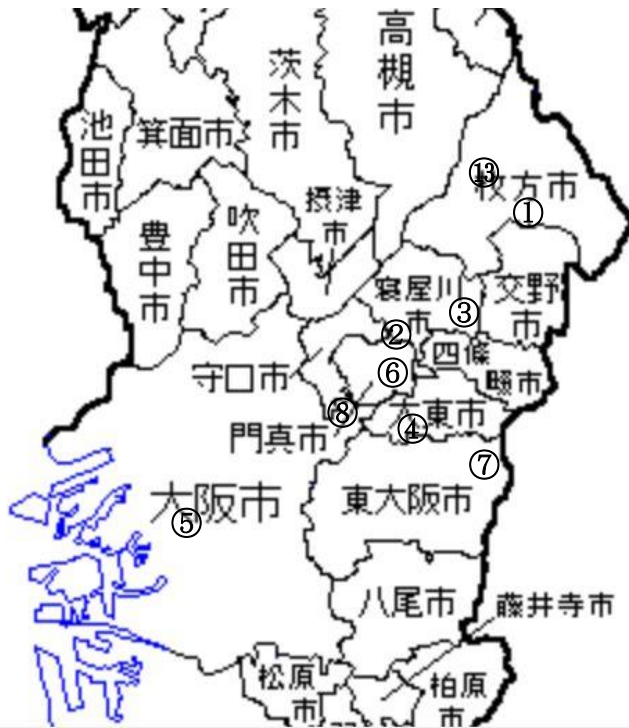 高槻市
茨木市
池田市
箕面市
⑬
枚方市
①
摂津市
吹田市
豊中市
寝屋川市
③
交野市
②
四條畷市
守口市
⑥
⑧
大東市
④
門真市
⑦
大阪市
⑤
東大阪市
八尾市
藤井寺市
松原市
柏原市